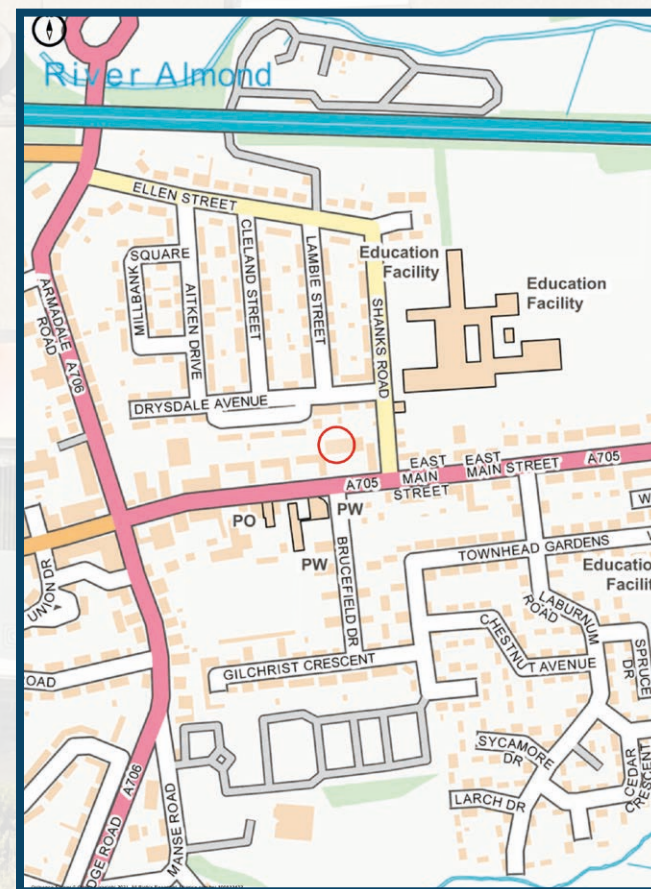 River Almond
ELLEN STREET
SQUARE
MILLBANK
AITKEN DRIVE
CLELAND STREET
LAMBIE STREET
Education
Facility
SHANKS ROAD
Education
Facility
ARMADALE
ROAD
A706
DRYSDALE AVENUE
EAST
MAIN
STREET
EAST
MAIN STREET
A705
A705
PO
PW
PW
BRUCEFIELD DR
UNION DR
TOWNHEAD GARDENS
Educatio
Facilit
LABURNUM
ROAD
CHESTNUT AVENUE
SPRUCE
DR
GILCHRIST CRESCENT
OAD
W
V
SYCAMORE
DR
LARCH DR
CEDAR
CRESCENT
A706
DGE ROAD
MANSE ROAD